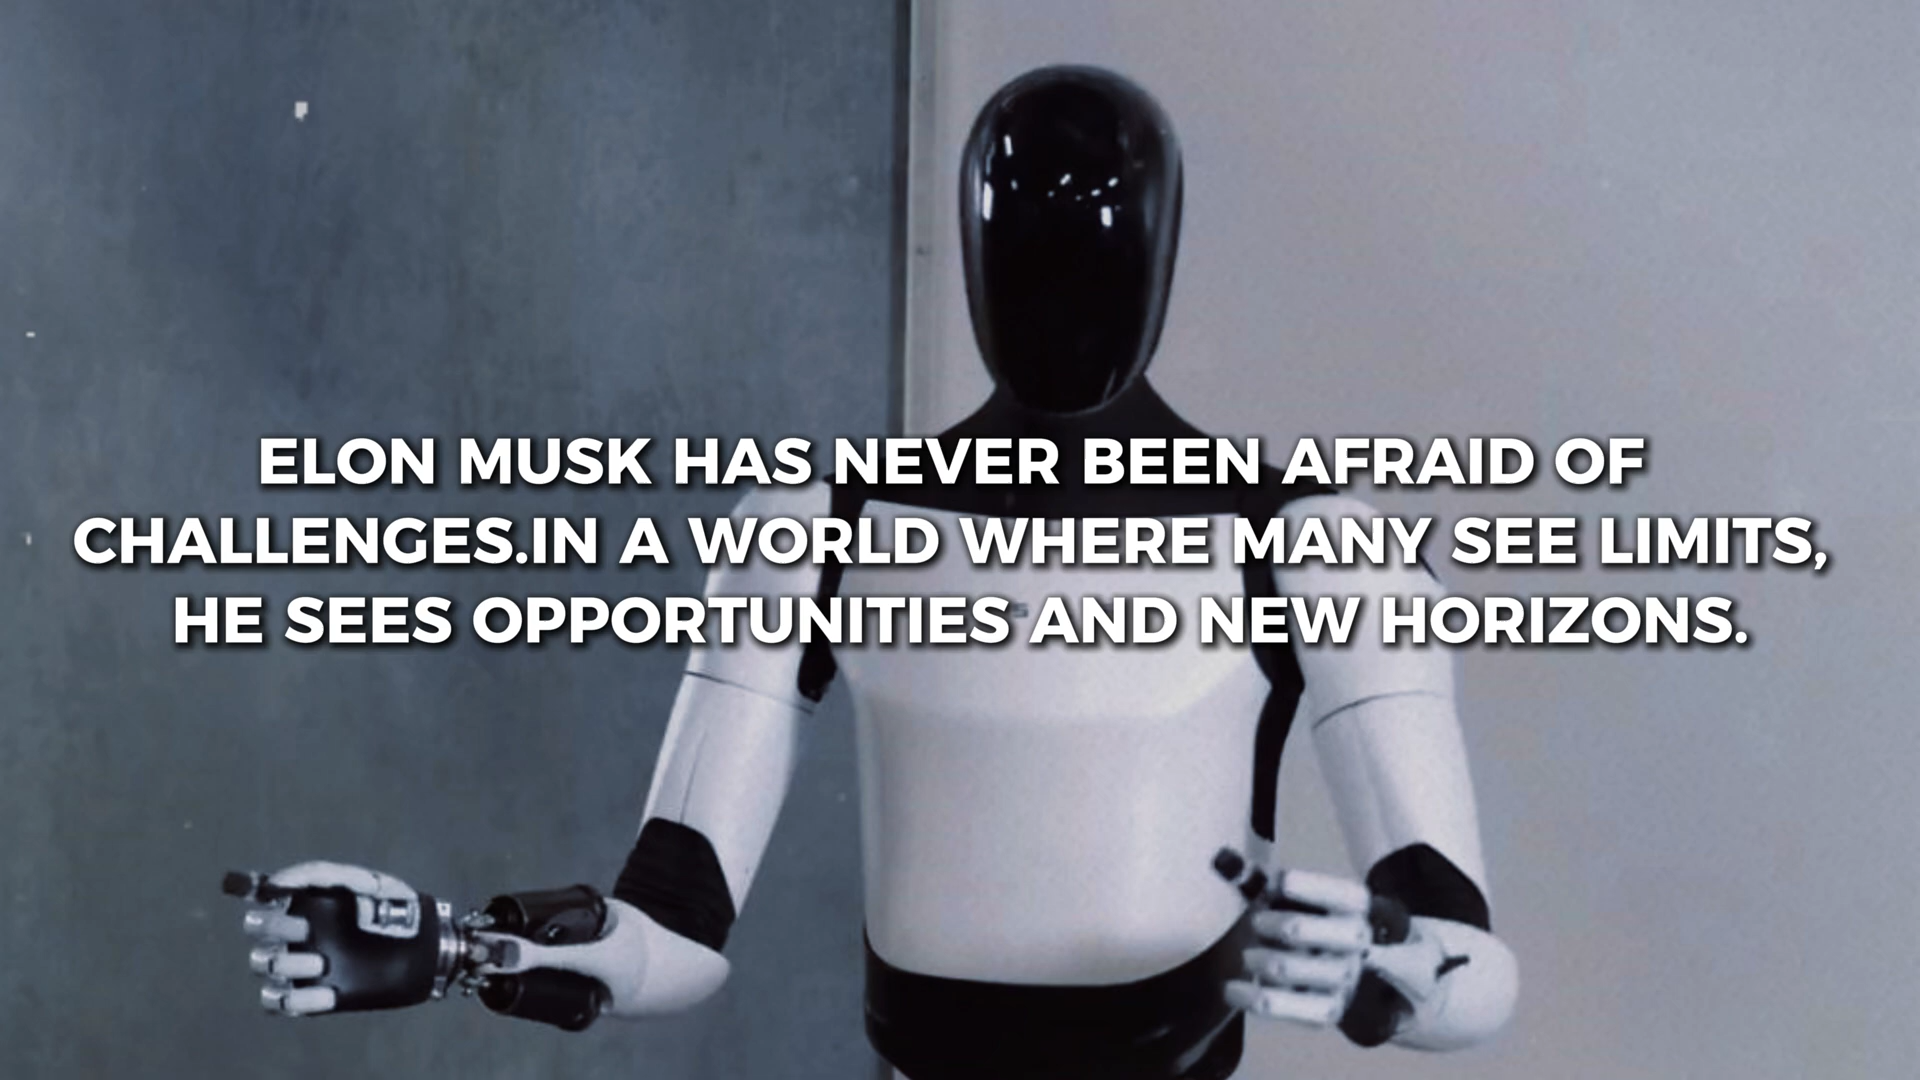 ELON MUSK HAS NEVER BEEN AFRAID OF
CHALLENGES.IN A WORLD WHERE MANY SEE LIMITS,
HE SEES OPPORTUNITIES AND NEW HORIZONS.